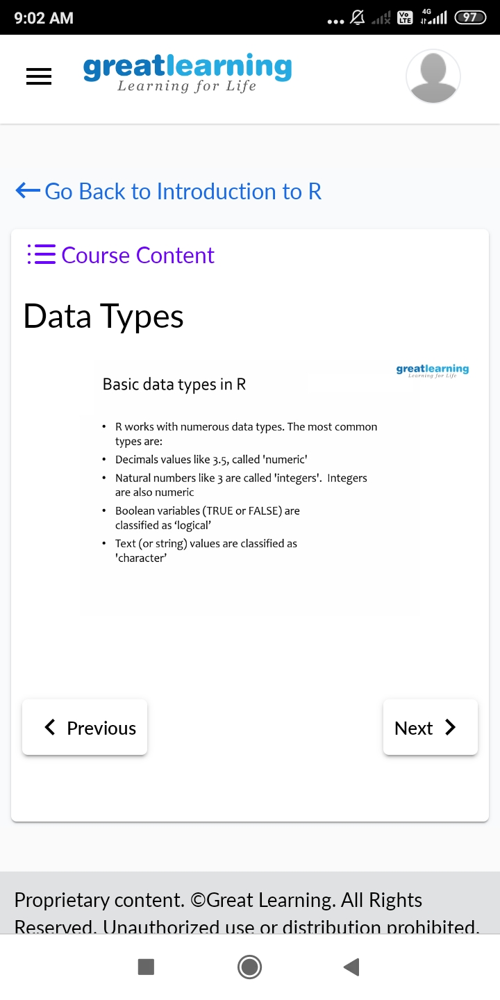 9:02 AM
... Vo LTE 4G 97
greatlearning
Learning for Life
Go Back to Introduction to R
Course Content
Data Types
greatlearning
Learning for Life
Basic data types in R
• R works with numerous data types. The most common
types are:
• Decimals values like 3.5, called 'numeric'
• Natural numbers like 3 are called 'integers'.  Integers
are also numeric
• Boolean variables (TRUE or FALSE) are
classified as ‘logical’
• Text (or string) values are classified as
'character’
Previous
Next
Proprietary content. ©Great Learning. All Rights
Reserved. Unauthorized use or distribution prohibited.